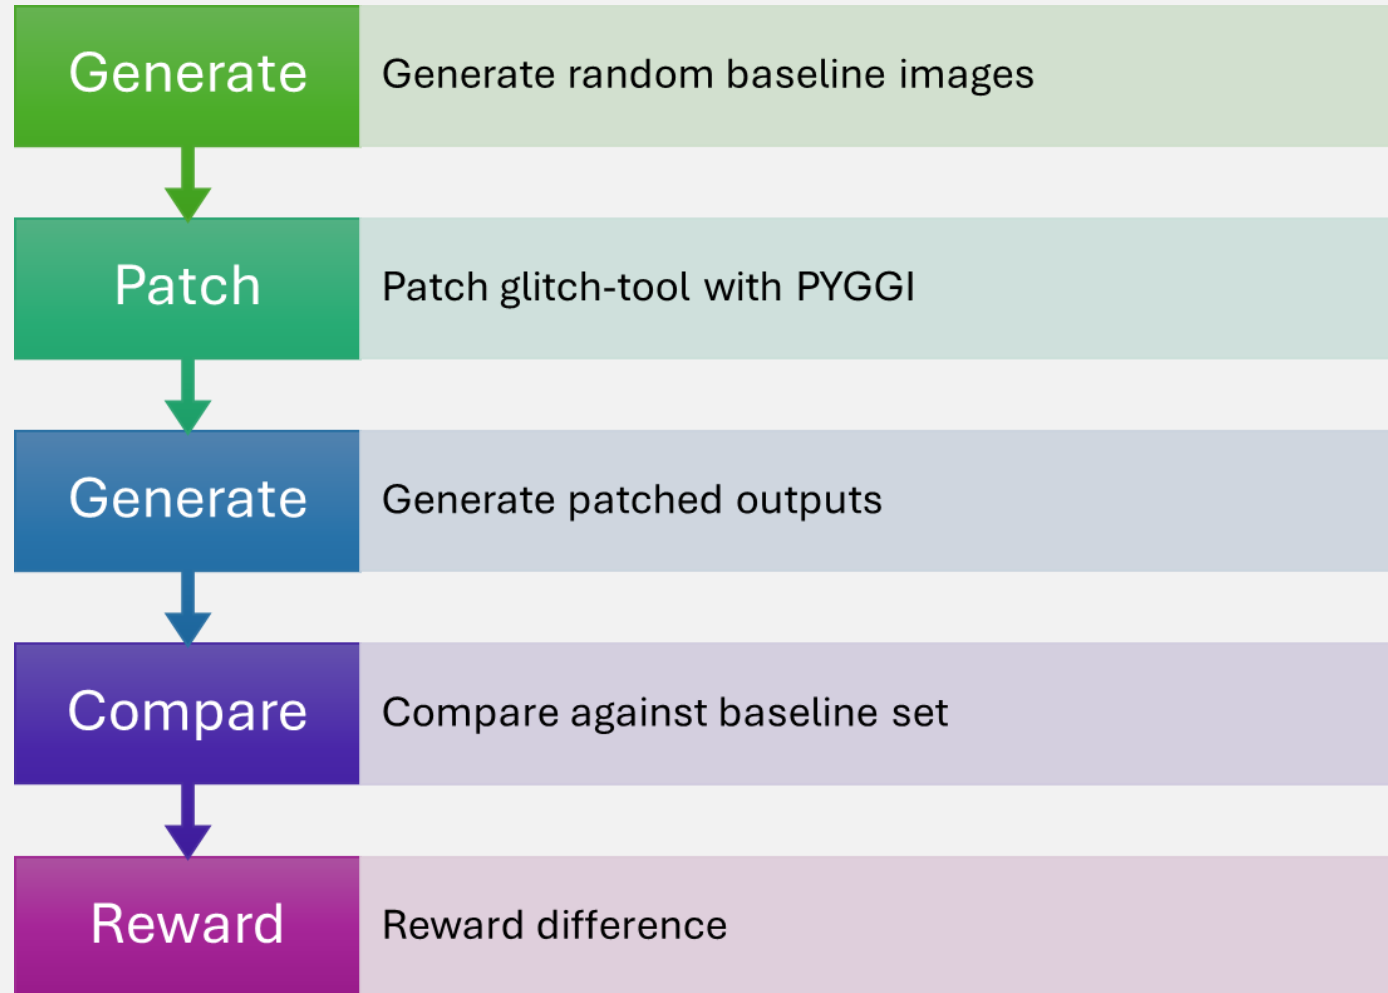 Generate
Generate random baseline images
Patch
Patch glitch-tool with PYGGI
Generate
Generate patched outputs
Compare
Compare against baseline set
Reward
Reward difference